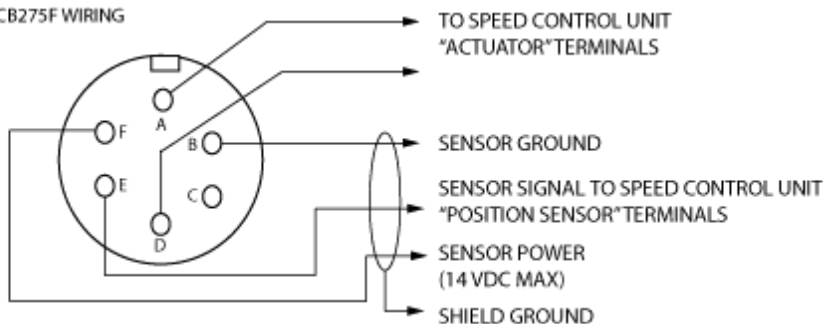 CB275F WIRING
TO SPEED CONTROL UNIT
"ACTUATOR" TERMINALS
A
F
B
SENSOR GROUND
E
C
SENSOR SIGNAL TO SPEED CONTROL UNIT
"POSITION SENSOR" TERMINALS
D
SENSOR POWER
(14 VDC MAX)
SHIELD GROUND